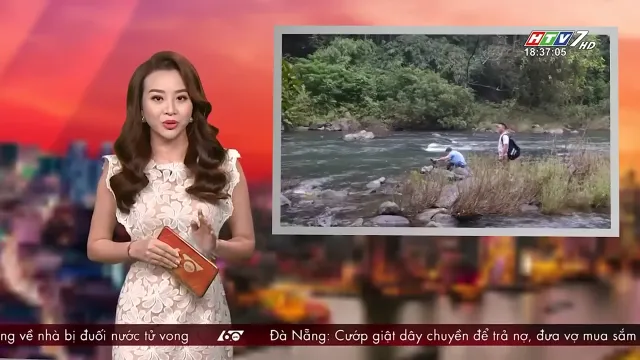 HTV7 HD
18:37:05
ng về nhà bị đuối nước tử vong 60 Đà Nẵng: Cướp giật dây chuyền để trả nợ, đưa vợ mua sắm